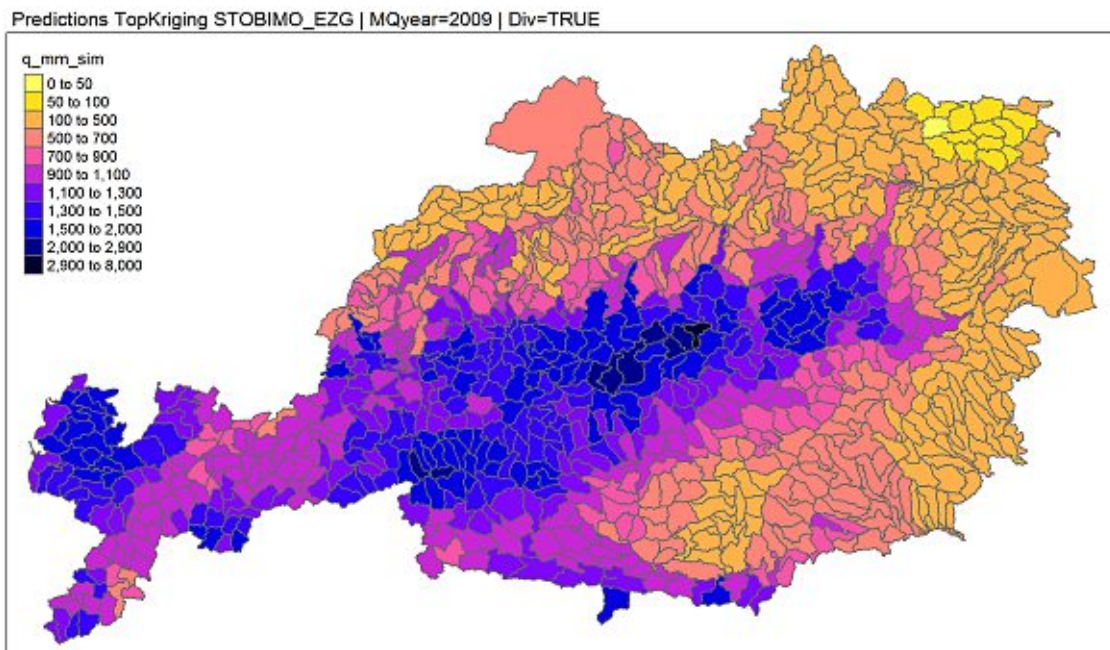 Predictions TopKriging STOBIMO_EZG | MQyear=2009 | Div=TRUE
q_mm_sim
0 to 50
50 to 100
100 to 500
500 to 700
700 to 900
900 to 1,100
1,100 to 1,300
1,300 to 1,500
1,500 to 2,000
2,000 to 2,900
2,900 to 8,000